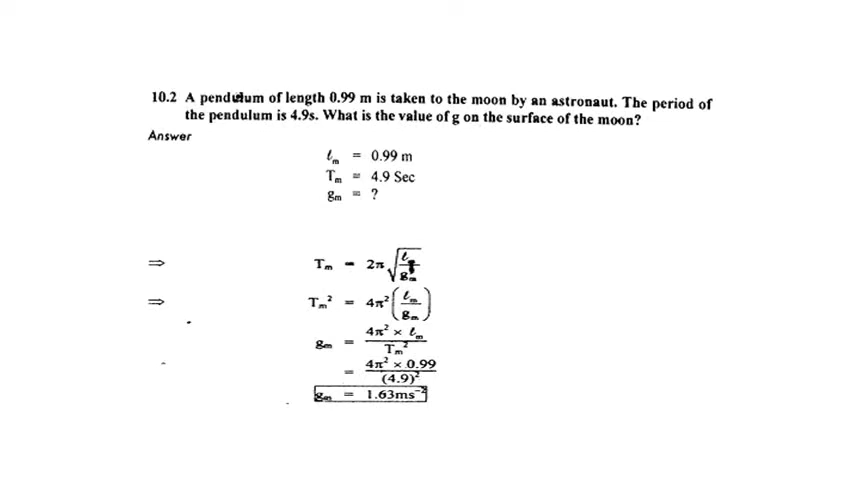 10.2 A pendulum of length 0.99 m is taken to the moon by an astronaut. The period of
the pendulum is 4.9s. What is the value of g on the surface of the moon?
Answer
ℓₘ = 0.99 m
Tₘ = 4.9 Sec
gₘ = ?
⇒ Tₘ = 2π √(ℓₘ/gₘ)
⇒ Tₘ² = 4π² (ℓₘ/gₘ)
gₘ = 4π² × ℓₘ / Tₘ²
= 4π² × 0.99 / (4.9)²
gₘ = 1.63ms⁻²